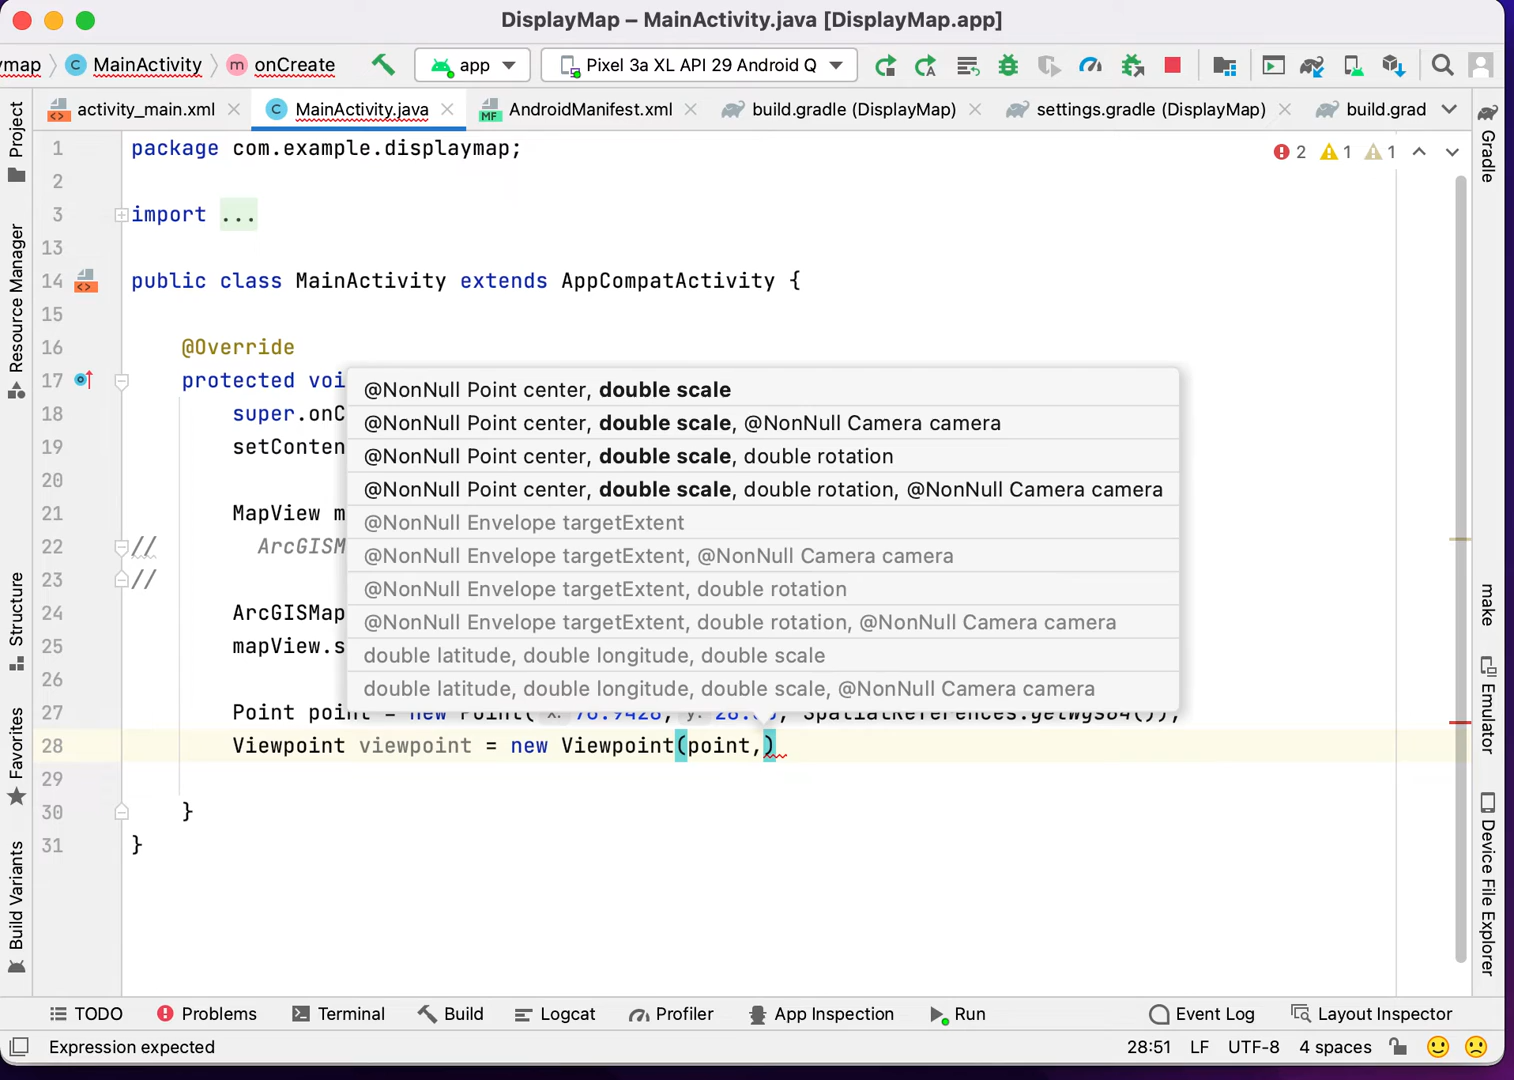 DisplayMap – MainActivity.java [DisplayMap.app]
ymap
MainActivity
onCreate
app
Pixel 3a XL API 29 Android Q
activity_main.xml
MainActivity.java
AndroidManifest.xml
build.gradle (DisplayMap)
settings.gradle (DisplayMap)
build.grad
Project
Resource Manager
Structure
Favorites
Build Variants
Gradle
make
Emulator
Device File Explorer
2 1 1
1 package com.example.displaymap;
2
3 import ...
13
14 public class MainActivity extends AppCompatActivity {
15
16 @Override
17 protected voi
18 super.onC
19 setConten
20
21 MapView m
22 // ArcGISM
23 //
24 ArcGISMap
25 mapView.s
26
@NonNull Point center, double scale
@NonNull Point center, double scale, @NonNull Camera camera
@NonNull Point center, double scale, double rotation
@NonNull Point center, double scale, double rotation, @NonNull Camera camera
@NonNull Envelope targetExtent
@NonNull Envelope targetExtent, @NonNull Camera camera
@NonNull Envelope targetExtent, double rotation
@NonNull Envelope targetExtent, double rotation, @NonNull Camera camera
double latitude, double longitude, double scale
double latitude, double longitude, double scale, @NonNull Camera camera
27 Point point = new Point( x: 76.9428, y: SpatialReferences.getWgs84());
28 Viewpoint viewpoint = new Viewpoint(point,)
29
30 }
31 }
TODO
Problems
Terminal
Build
Logcat
Profiler
App Inspection
Run
Event Log
Layout Inspector
Expression expected
28:51 LF UTF-8 4 spaces